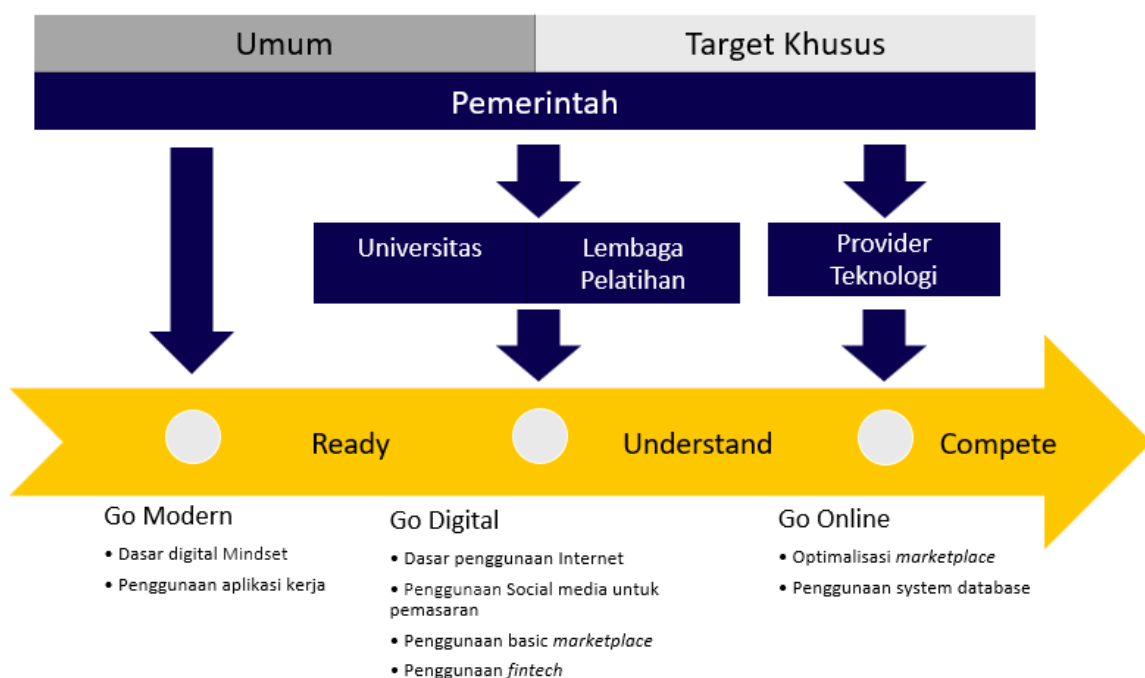 Umum
Target Khusus
Pemerintah
Universitas
Lembaga
Pelatihan
Provider
Teknologi
Ready
Understand
Compete
Go Modern
• Dasar digital Mindset
• Penggunaan aplikasi kerja
Go Digital
• Dasar penggunaan Internet
• Penggunaan Social media untuk
pemasaran
• Penggunaan basic marketplace
• Penggunaan fintech
Go Online
• Optimalisasi marketplace
• Penggunaan system database